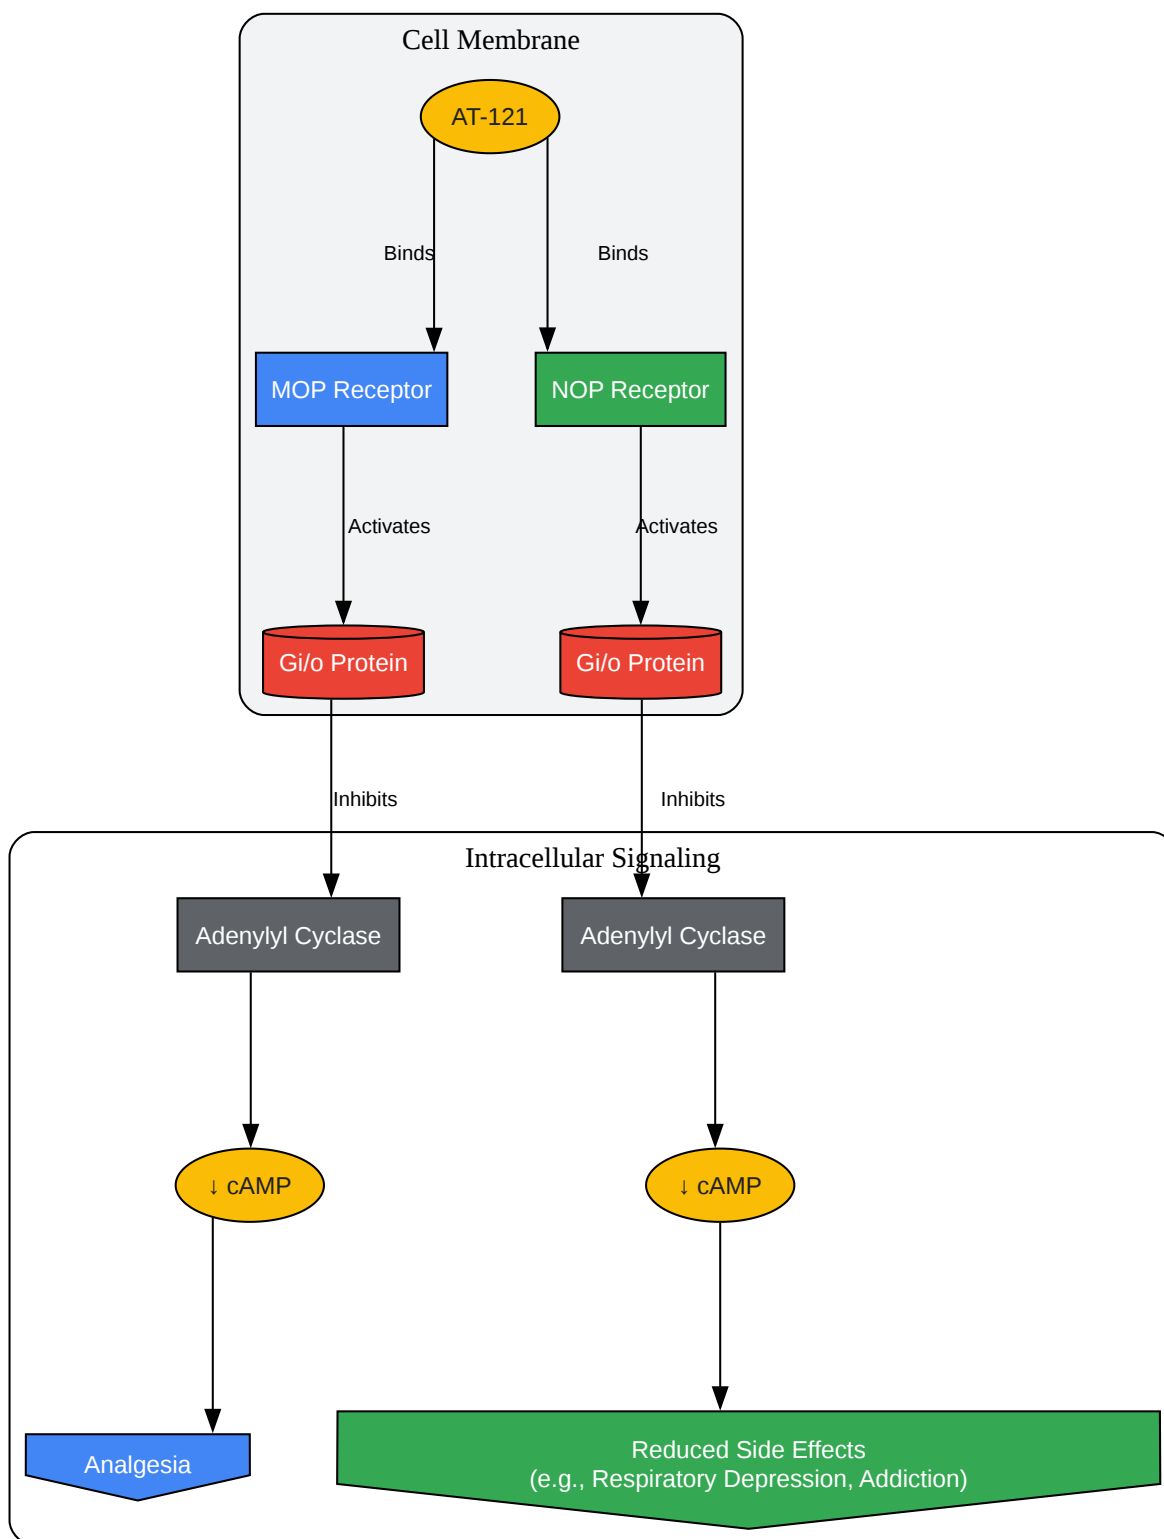 Cell Membrane
AT-121
Binds
Binds
MOP Receptor
NOP Receptor
Activates
Activates
Gi/o Protein
Gi/o Protein
Inhibits
Inhibits
Intracellular Signaling
Adenylyl Cyclase
Adenylyl Cyclase
↓ cAMP
↓ cAMP
Analgesia
Reduced Side Effects
(e.g., Respiratory Depression, Addiction)